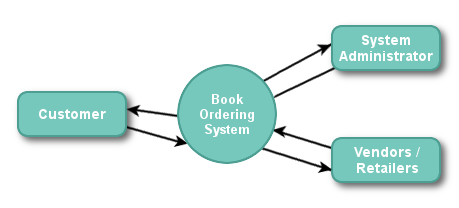 System
Administrator
Book
Ordering
System
Customer
Vendors /
Retailers